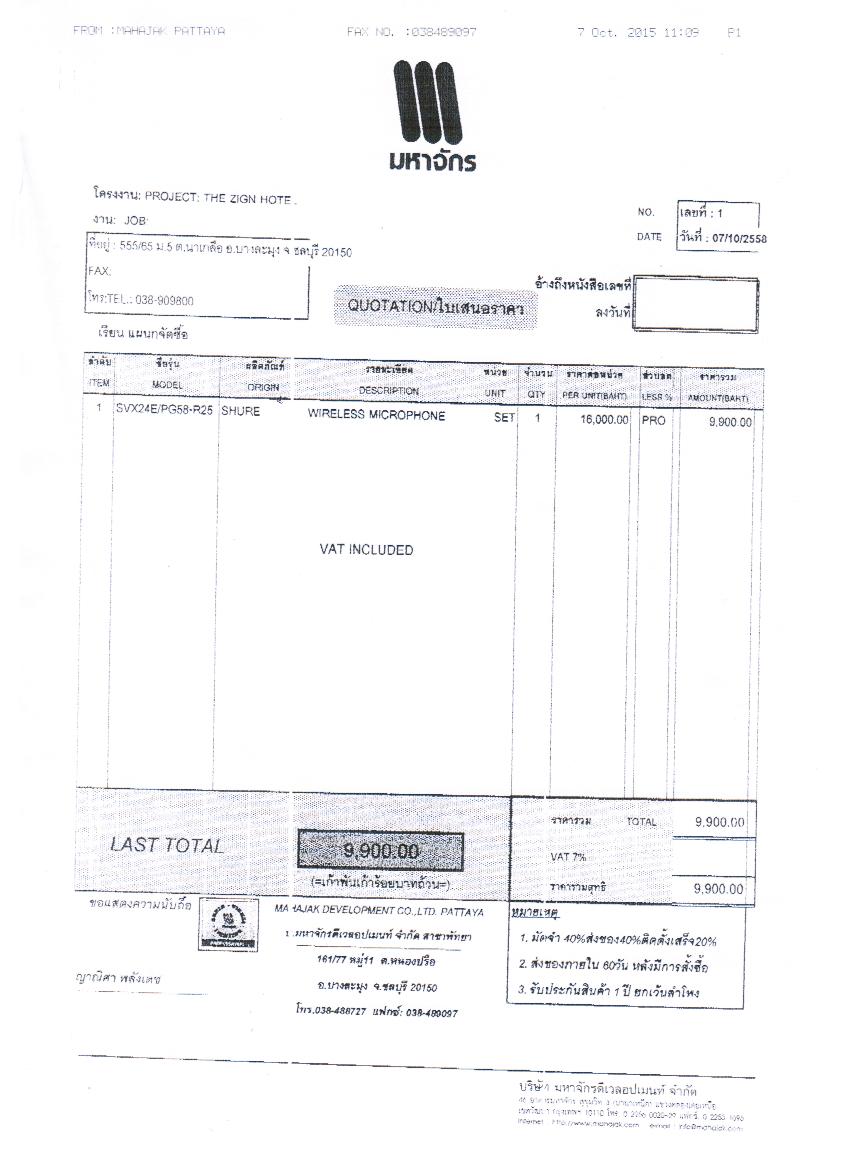 FROM :MAHAJAK PATTAYA FAX NO. :038489097 7 Oct. 2015 11:09 P1
มหาจักร
โครงงาน: PROJECT: THE ZIGN HOTE .
งาน: JOB:
NO. เลขที่ : 1
DATE วันที่ : 07/10/2558
ที่อยู่ : 555/65 ม.5 ต.นาเกลือ อ.บางละมุง จ.ชลบุรี 20150
FAX:
โทร:TEL.: 038-909800
อ้างถึงหนังสือเลขที่
ลงวันที่
QUOTATION/ใบเสนอราคา
เรียน แผนกจัดซื้อ
ลำดับ ชื่อรุ่น ผลิตภัณฑ์ รายละเอียด หน่วย จำนวน ราคาต่อหน่วย ส่วนลด ราคารวม
ITEM MODEL ORIGIN DESCRIPTION UNIT QTY PER UNIT(BAHT) LESS % AMOUNT(BAHT)
1 SVX24E/PG58-R25 SHURE WIRELESS MICROPHONE SET 1 16,000.00 PRO 9,900.00
VAT INCLUDED
LAST TOTAL 9,900.00
(=เก้าพันเก้าร้อยบาทถ้วน=)
ราคารวม TOTAL 9,900.00
VAT 7%
ราคารวมสุทธิ 9,900.00
ขอแสดงความนับถือ
ญาณิศา พลังเดช
MAHAJAK DEVELOPMENT CO.,LTD. PATTAYA
มหาจักรดีเวลอปเมนท์ จำกัด สาขาพัทยา
161/77 หมู่11 ต.หนองปรือ
อ.บางละมุง จ.ชลบุรี 20150
โทร.038-488727 แฟกซ์: 038-489097
หมายเหตุ
1. มัดจำ 40%ส่งของ40%ติดตั้งเสร็จ20%
2. ส่งของภายใน 60วัน หลังมีการสั่งซื้อ
3. รับประกันสินค้า 1 ปี ยกเว้นลำโพง
บริษัท มหาจักรดีเวลอปเมนท์ จำกัด
กรุงเทพฯ 10110 โทร.
Internet : http://www.mahajak.com e-mail : info@mahajak.com